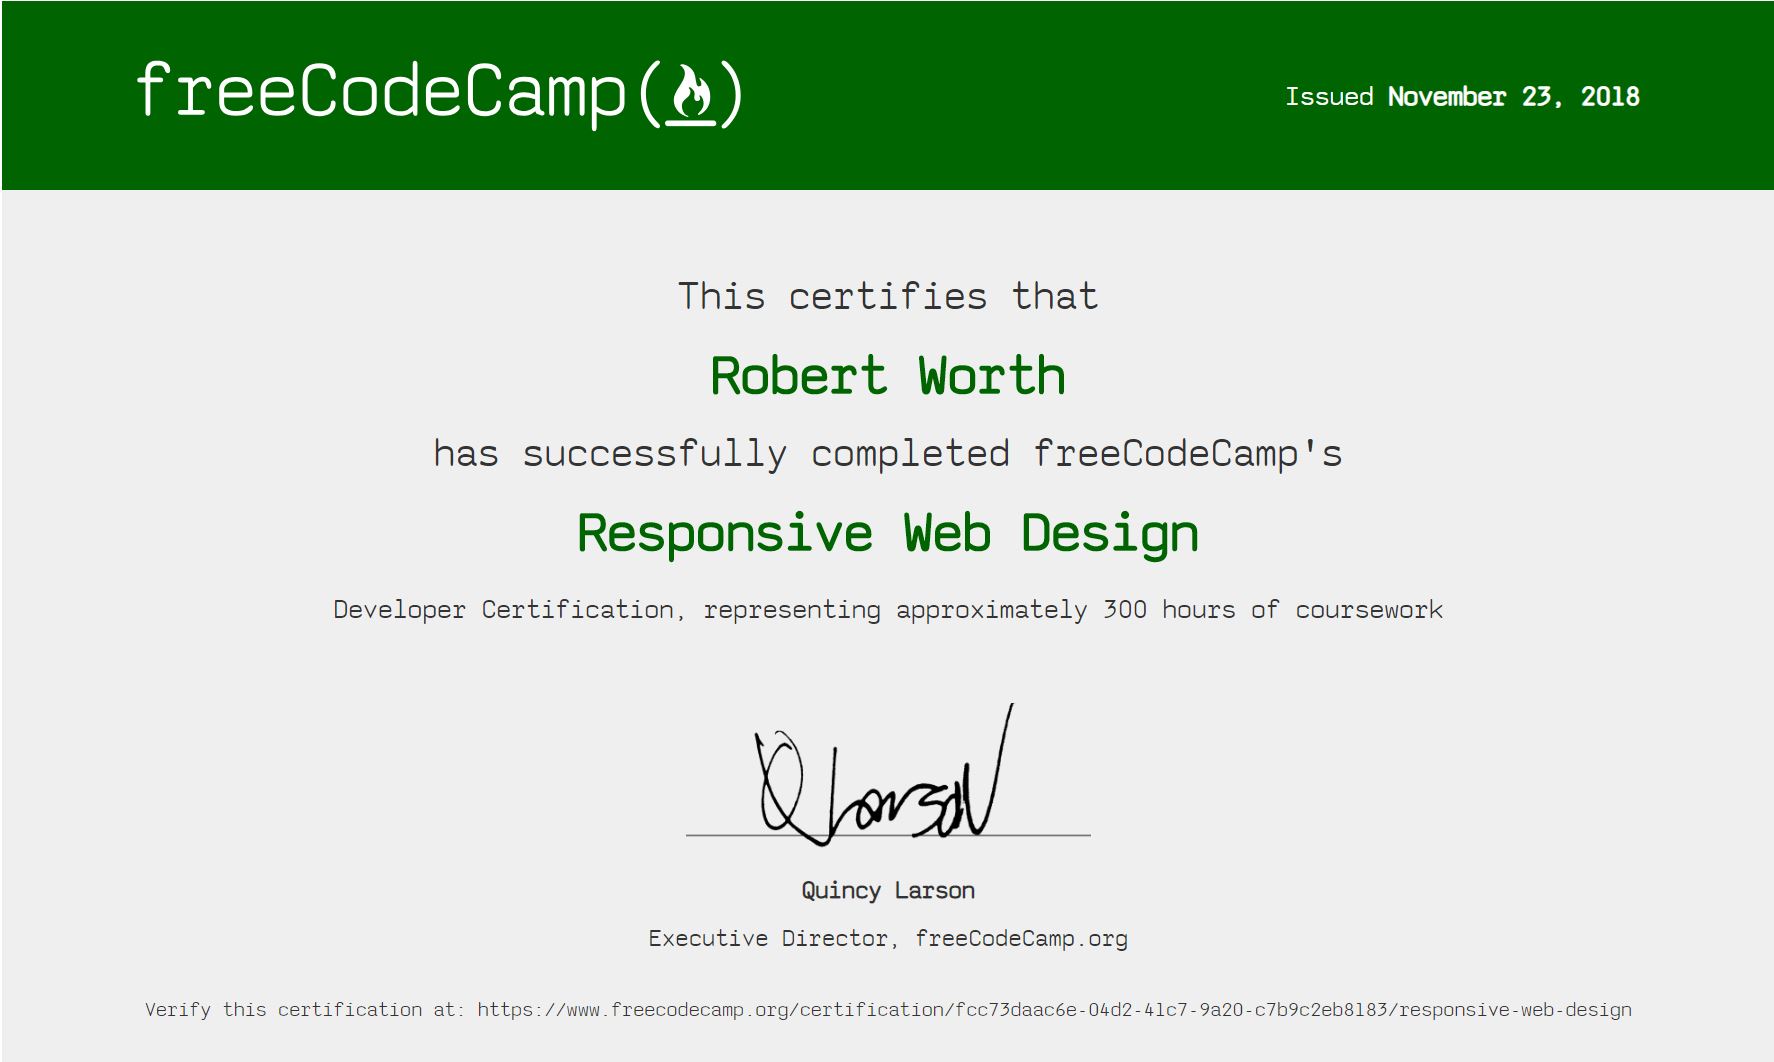 freeCodeCamp(🔥)
Issued November 23, 2018
This certifies that
Robert Worth
has successfully completed freeCodeCamp's
Responsive Web Design
Developer Certification, representing approximately 300 hours of coursework
Q Larson
Quincy Larson
Executive Director, freeCodeCamp.org
Verify this certification at: https://www.freecodecamp.org/certification/fcc73daac6e-04d2-41c7-9a20-c7b9c2eb8183/responsive-web-design